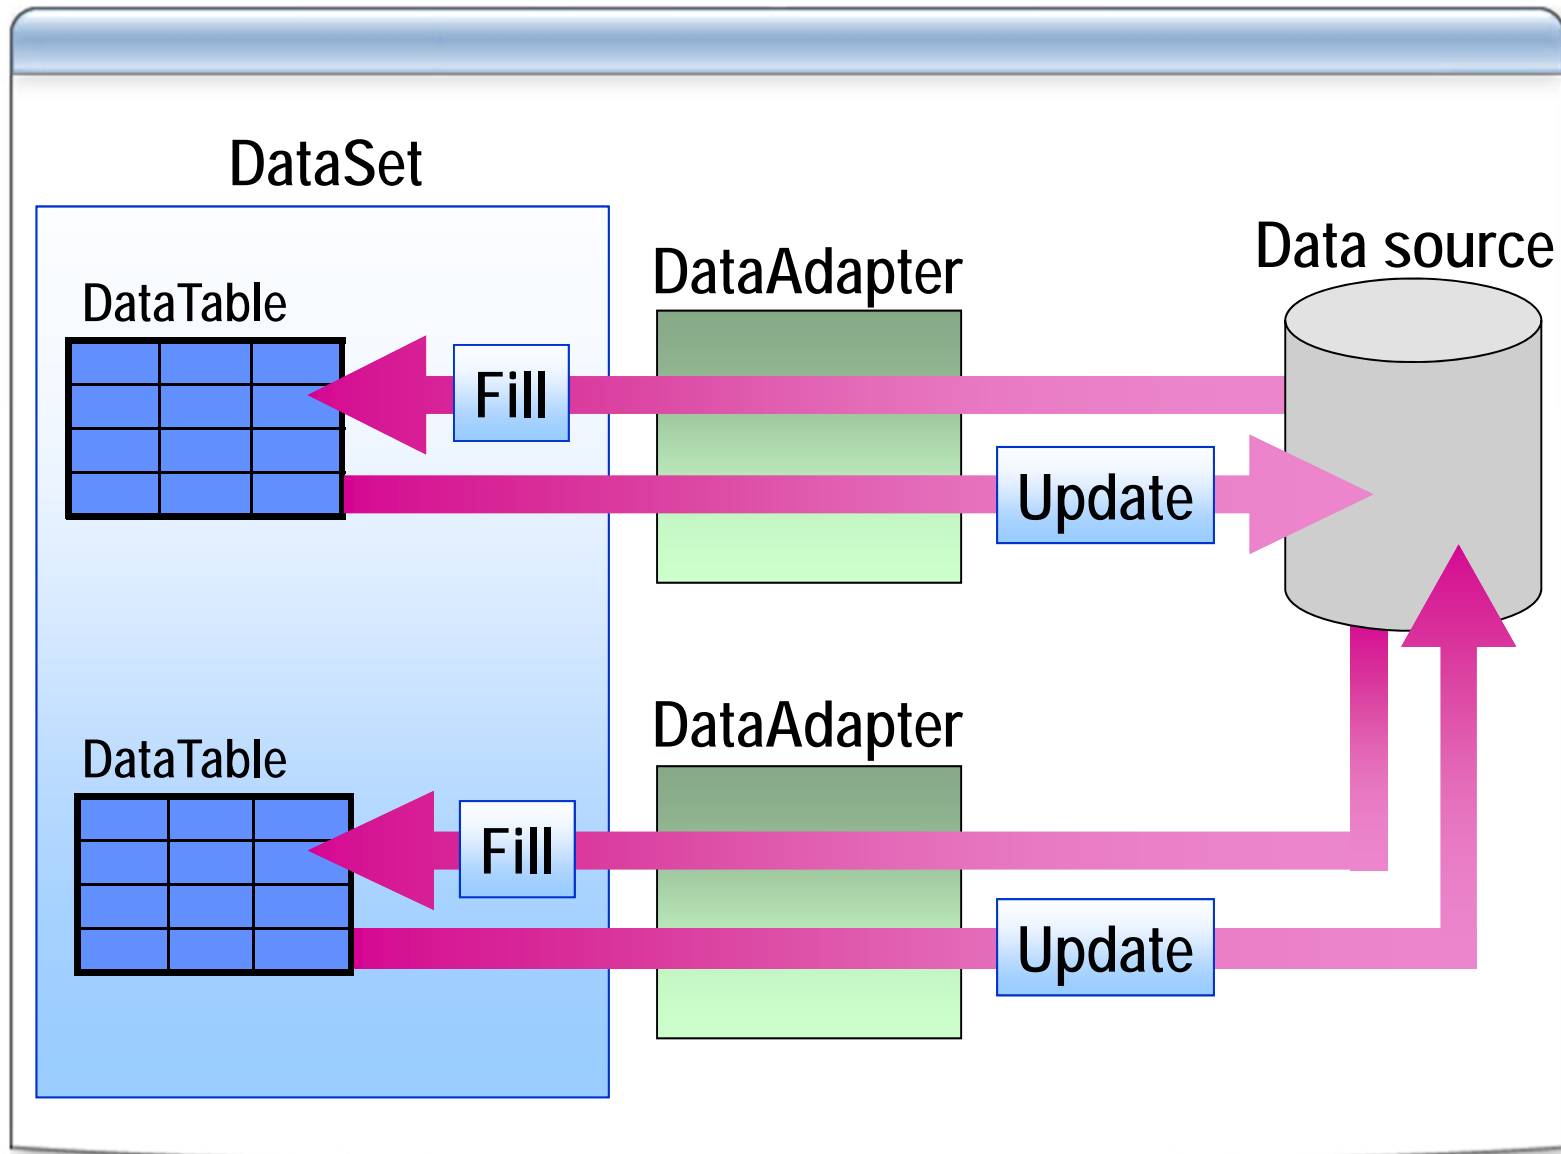 DataSet
DataAdapter
Data source
DataTable
Fill
Update
DataAdapter
DataTable
Fill
Update